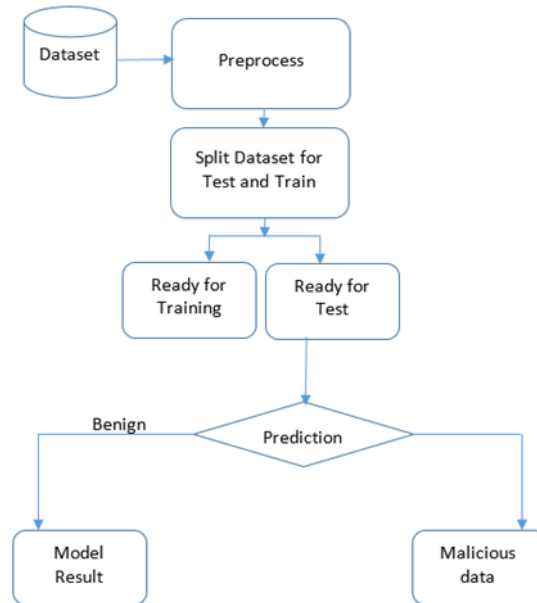 Dataset
Preprocess
Split Dataset for
Test and Train
Ready for
Training
Ready for
Test
Benign
Prediction
Model
Result
Malicious
data